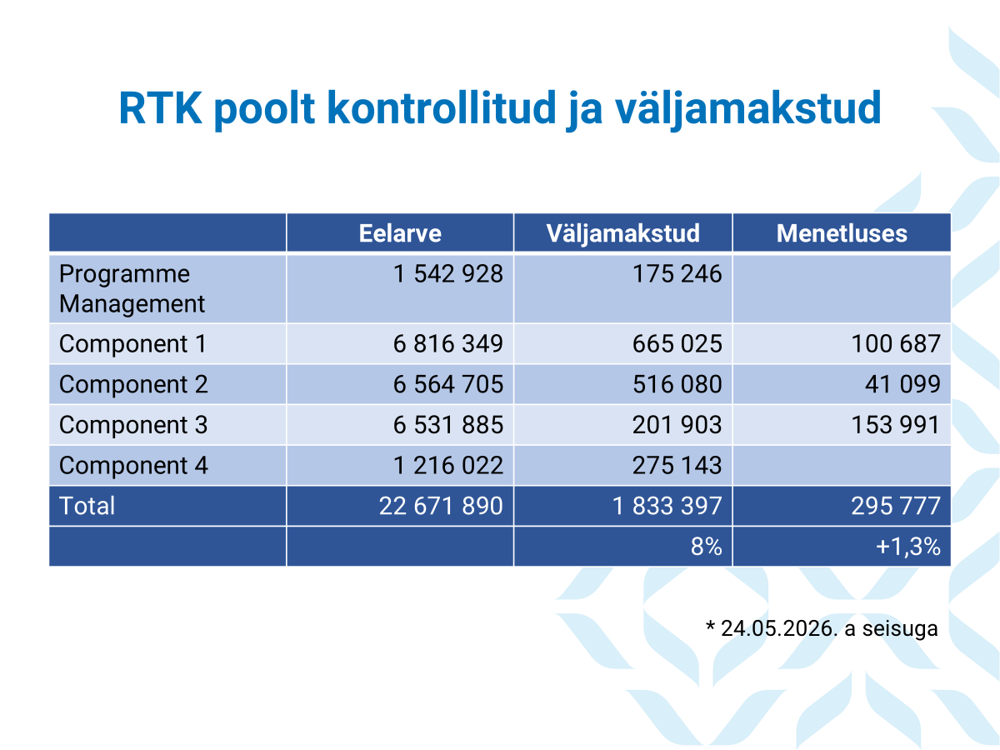 RTK poolt kontrollitud ja väljamakstud
Eelarve Väljamakstud Menetluses
Programme
Management 1 542 928 175 246
Component 1 6 816 349 665 025 100 687
Component 2 6 564 705 516 080 41 099
Component 3 6 531 885 201 903 153 991
Component 4 1 216 022 275 143
Total 22 671 890 1 833 397 295 777
8% +1,3%
* 24.05.2026. a seisuga